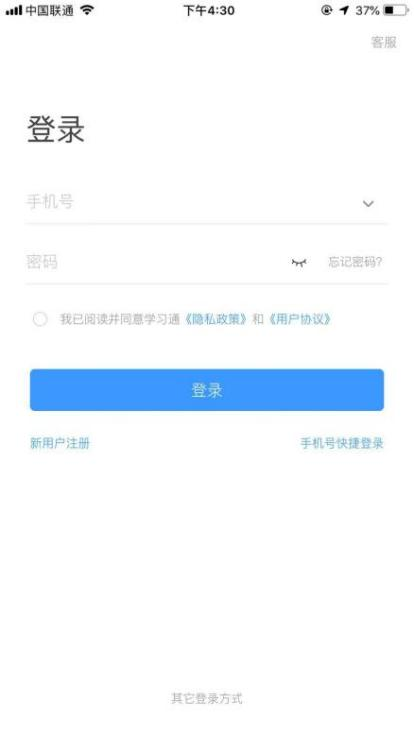 中国联通 下午4:30 37%
客服
登录
手机号
密码 忘记密码?
我已阅读并同意学习通《隐私政策》和《用户协议》
登录
新用户注册 手机号快捷登录
其它登录方式